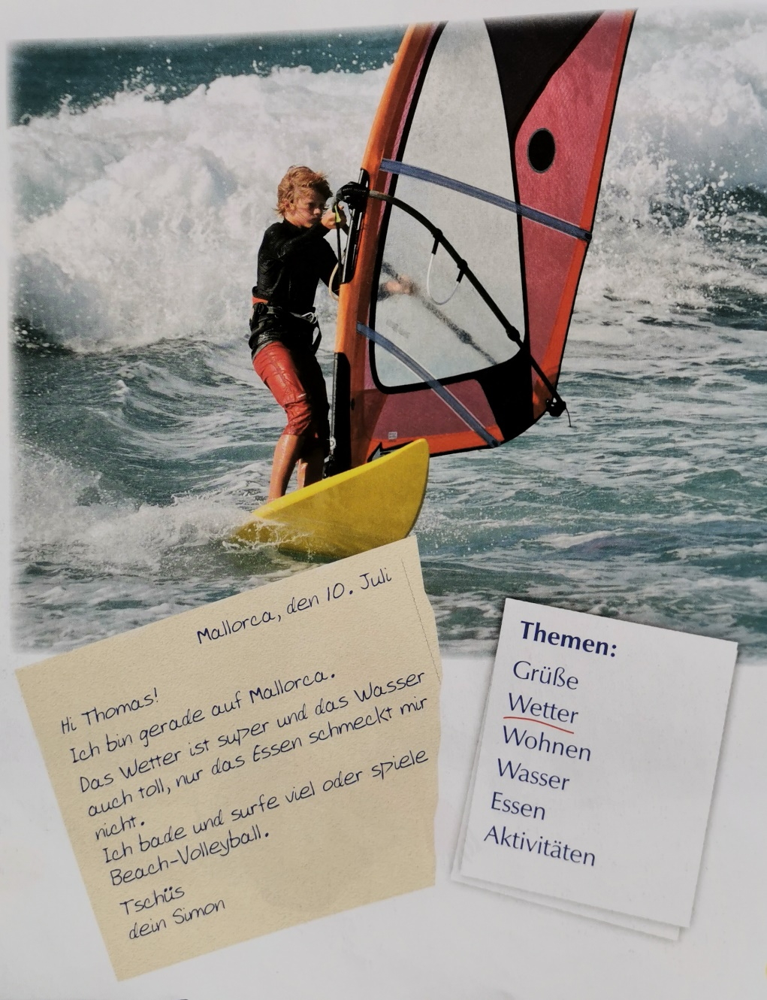 Mallorca, den 10. Juli
Hi Thomas!
Ich bin gerade auf Mallorca.
Das Wetter ist super und das Wasser
auch toll, nur das Essen schmeckt mir
nicht.
Ich bade und surfe viel oder spiele
Beach-Volleyball.
Tschüs
dein Simon
Themen:
Grüße
Wetter
Wohnen
Wasser
Essen
Aktivitäten